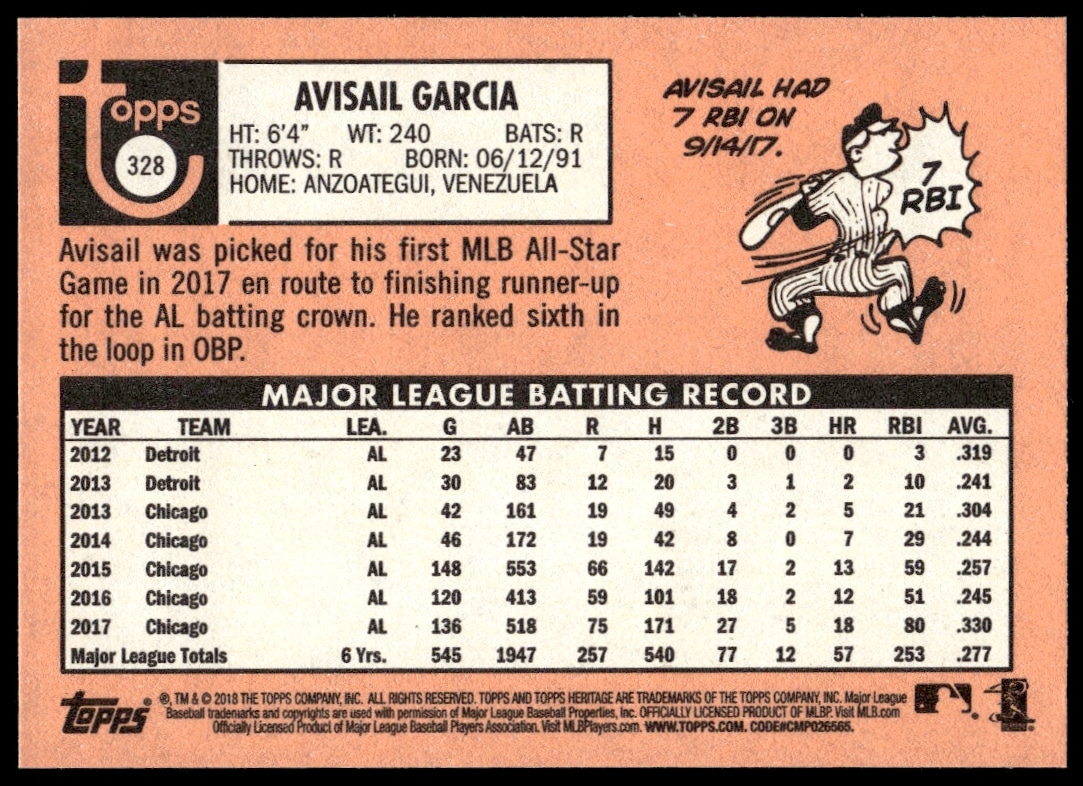 topps
328
AVISAIL GARCIA
HT: 6'4" WT: 240 BATS: R
THROWS: R BORN: 06/12/91
HOME: ANZOATEGUI, VENEZUELA
AVISAIL HAD
7 RBI ON
9/14/17.
7
RBI
Avisail was picked for his first MLB All-Star
Game in 2017 en route to finishing runner-up
for the AL batting crown. He ranked sixth in
the loop in OBP.
MAJOR LEAGUE BATTING RECORD
YEAR TEAM LEA. G AB R H 2B 3B HR RBI AVG.
2012 Detroit AL 23 47 7 15 0 0 0 3 .319
2013 Detroit AL 30 83 12 20 3 1 2 10 .241
2013 Chicago AL 42 161 19 49 4 2 5 21 .304
2014 Chicago AL 46 172 19 42 8 0 7 29 .244
2015 Chicago AL 148 553 66 142 17 2 13 59 .257
2016 Chicago AL 120 413 59 101 18 2 12 51 .245
2017 Chicago AL 136 518 75 171 27 5 18 80 .330
Major League Totals 6 Yrs. 545 1947 257 540 77 12 57 253 .277
topps ®, TM & © 2018 THE TOPPS COMPANY, INC. ALL RIGHTS RESERVED. TOPPS AND TOPPS HERITAGE ARE TRADEMARKS OF THE TOPPS COMPANY, INC. Major League
Baseball trademarks and copyrights are used with permission of Major League Baseball Properties, Inc. OFFICIALLY LICENSED PRODUCT OF MLBP. Visit MLB.com
Officially Licensed Product of Major League Baseball Players Association. Visit MLBPlayers.com. WWW.TOPPS.COM. CODE#CMP026565.